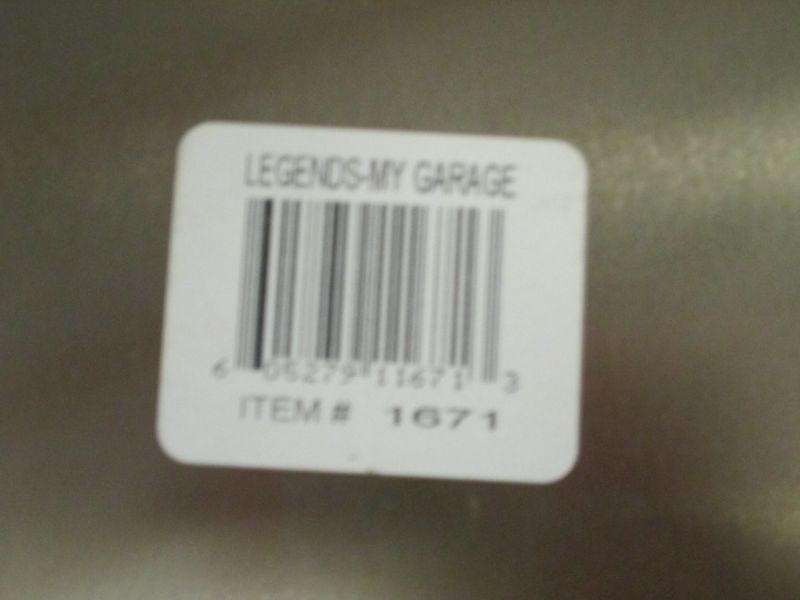 LEGENDS-MY GARAGE
6 05279 11671 3
ITEM # 1671